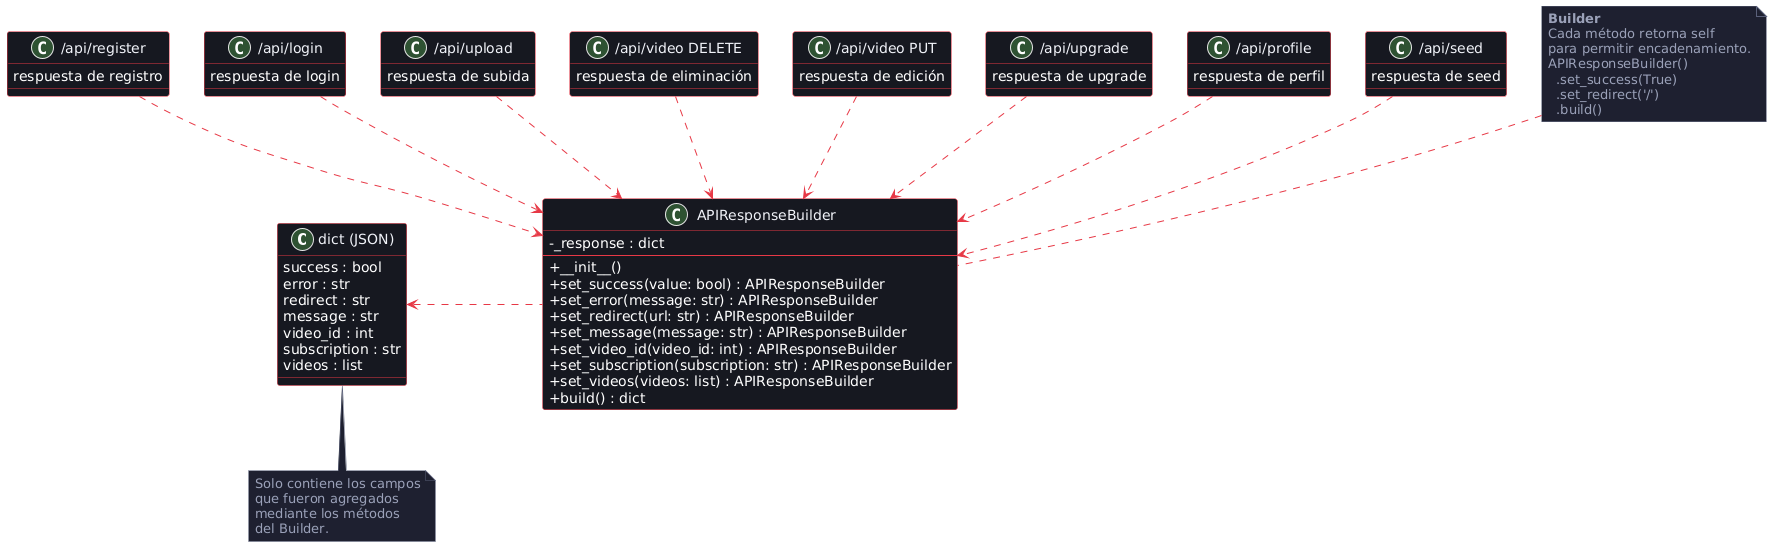 C /api/register
respuesta de registro
C /api/login
respuesta de login
C /api/upload
respuesta de subida
C /api/video DELETE
respuesta de eliminación
C /api/video PUT
respuesta de edición
C /api/upgrade
respuesta de upgrade
C /api/profile
respuesta de perfil
C /api/seed
respuesta de seed
Builder
Cada método retorna self
para permitir encadenamiento.
APIResponseBuilder()
.set_success(True)
.set_redirect('/')
.build()
C dict (JSON)
success : bool
error : str
redirect : str
message : str
video_id : int
subscription : str
videos : list
C APIResponseBuilder
-_response : dict
+__init__()
+set_success(value: bool) : APIResponseBuilder
+set_error(message: str) : APIResponseBuilder
+set_redirect(url: str) : APIResponseBuilder
+set_message(message: str) : APIResponseBuilder
+set_video_id(video_id: int) : APIResponseBuilder
+set_subscription(subscription: str) : APIResponseBuilder
+set_videos(videos: list) : APIResponseBuilder
+build() : dict
Solo contiene los campos
que fueron agregados
mediante los métodos
del Builder.